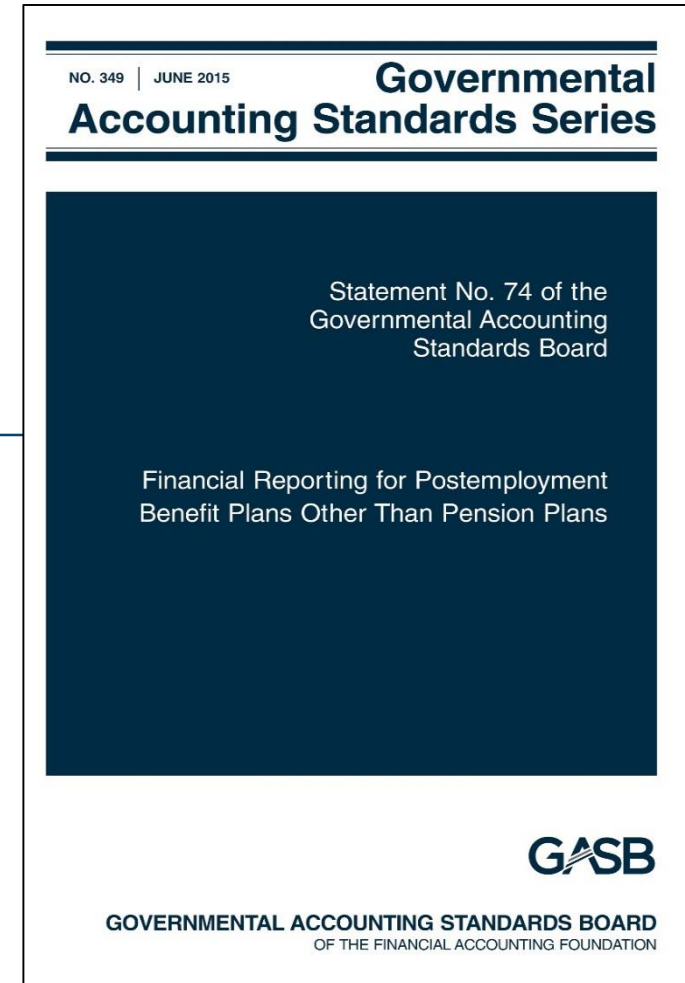 NO. 349 | JUNE 2015
Governmental
Accounting Standards Series
Statement No. 74 of the
Governmental Accounting
Standards Board
Financial Reporting for Postemployment
Benefit Plans Other Than Pension Plans
GASB
GOVERNMENTAL ACCOUNTING STANDARDS BOARD
OF THE FINANCIAL ACCOUNTING FOUNDATION